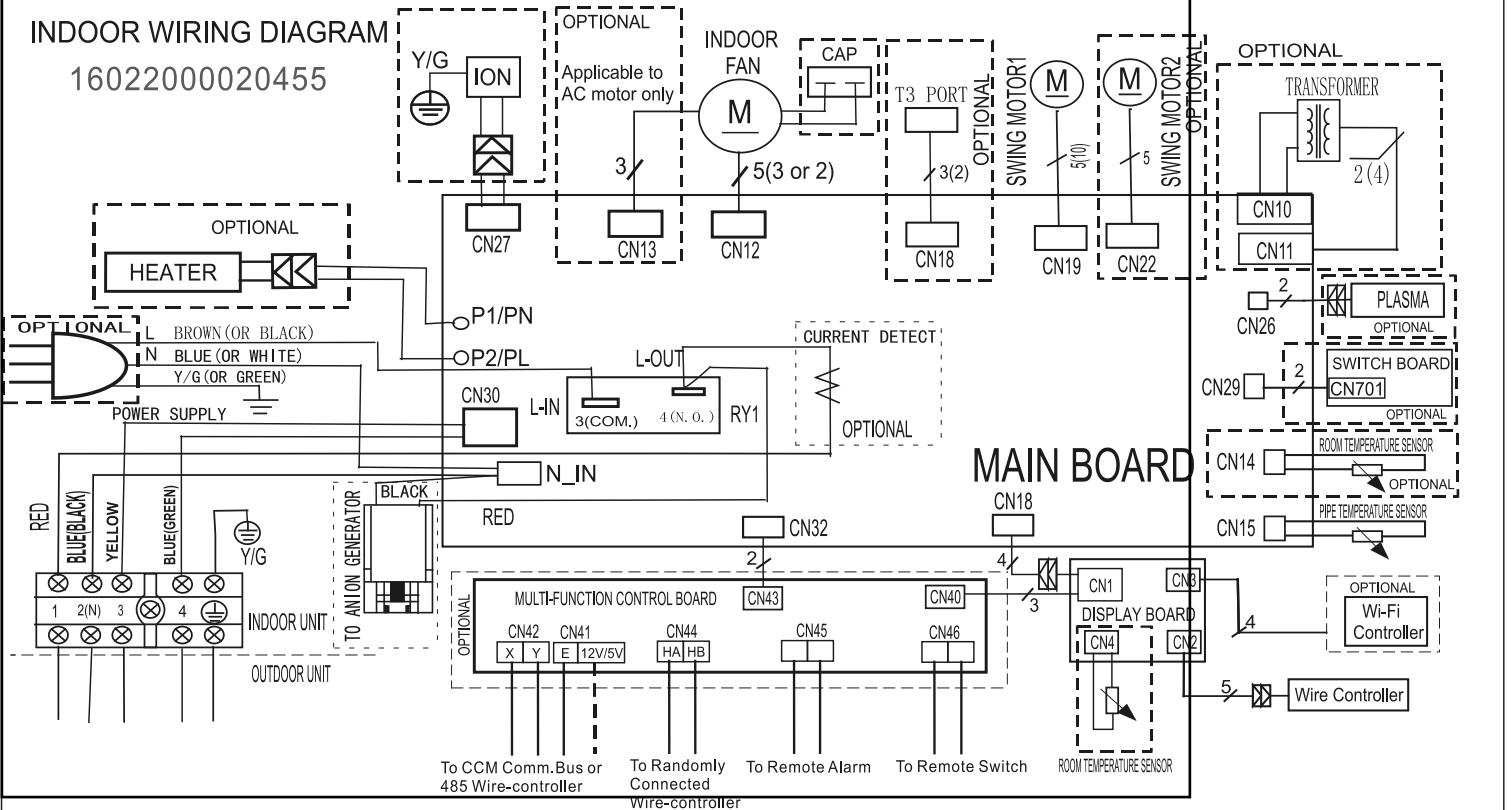 INDOOR WIRING DIAGRAM
16022000020455
Y/G
ION
CN27
OPTIONAL
Applicable to
AC motor only
3
CN13
INDOOR
FAN
M
CAP
5(3 or 2)
CN12
T3 PORT
OPTIONAL
3(2)
CN18
SWING MOTOR1
M
5(10)
CN19
SWING MOTOR2
OPTIONAL
M
5
CN22
OPTIONAL
TRANSFORMER
2(4)
CN10
CN11
OPTIONAL
HEATER
P1/PN
P2/PL
OPTIONAL
L BROWN(OR BLACK)
N BLUE(OR WHITE)
Y/G(OR GREEN)
POWER SUPPLY
CN30
L-IN
3(COM.)
L-OUT
4(N.O.)
RY1
CURRENT DETECT
OPTIONAL
CN26
2
PLASMA
OPTIONAL
CN29
2
SWITCH BOARD
CN701
OPTIONAL
MAIN BOARD
CN14
ROOM TEMPERATURE SENSOR
OPTIONAL
CN15
PIPE TEMPERATURE SENSOR
N_IN
BLACK
RED
TO ANION GENERATOR
RED
BLUE(BLACK)
YELLOW
BLUE(GREEN)
Y/G
1 2(N) 3 4
INDOOR UNIT
OUTDOOR UNIT
CN32
2
CN18
4
OPTIONAL
MULTI-FUNCTION CONTROL BOARD
CN43
CN40
3
CN42
X Y
CN41
E 12V/5V
CN44
HA HB
CN45
CN46
To CCM Comm.Bus or
485 Wire-controller
To Randomly
Connected
Wire-controller
To Remote Alarm
To Remote Switch
CN1
CN3
DISPLAY BOARD
CN4
CN2
ROOM TEMPERATURE SENSOR
4
OPTIONAL
Wi-Fi
Controller
5
Wire Controller